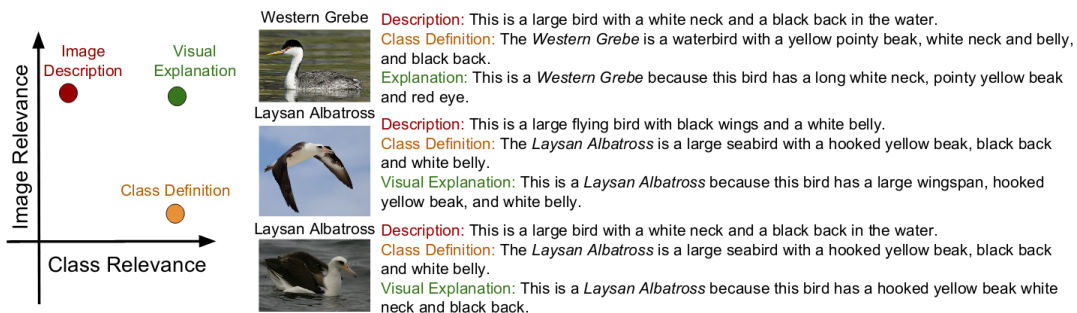 Image Relevance
Class Relevance
Image
Description
Visual
Explanation
Class Definition
Western Grebe
Description: This is a large bird with a white neck and a black back in the water.
Class Definition: The Western Grebe is a waterbird with a yellow pointy beak, white neck and belly,
and black back.
Explanation: This is a Western Grebe because this bird has a long white neck, pointy yellow beak
and red eye.
Laysan Albatross
Description: This is a large flying bird with black wings and a white belly.
Class Definition: The Laysan Albatross is a large seabird with a hooked yellow beak, black back
and white belly.
Visual Explanation: This is a Laysan Albatross because this bird has a large wingspan, hooked
yellow beak, and white belly.
Laysan Albatross
Description: This is a large bird with a white neck and a black back in the water.
Class Definition: The Laysan Albatross is a large seabird with a hooked yellow beak, black back
and white belly.
Visual Explanation: This is a Laysan Albatross because this bird has a hooked yellow beak white
neck and black back.